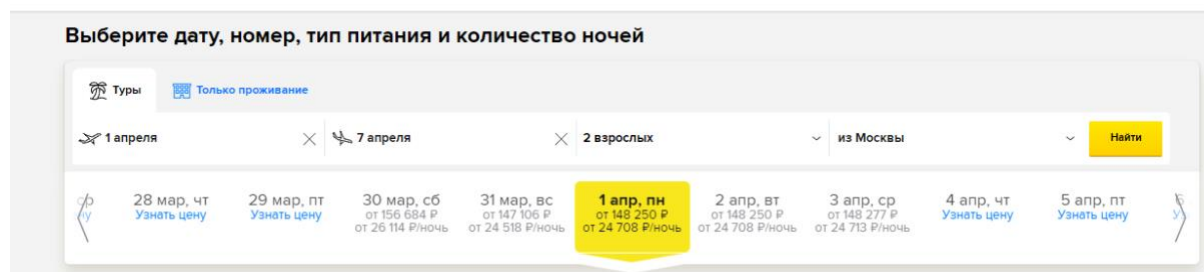 Выберите дату, номер, тип питания и количество ночей
Туры Только проживание
1 апреля 7 апреля 2 взрослых из Москвы Найти
28 мар, чт 29 мар, пт 30 мар, сб 31 мар, вс 1 апр, пн 2 апр, вт 3 апр, ср 4 апр, чт 5 апр, пт
Узнать цену Узнать цену от 156 684 ₽ от 147 106 ₽ от 148 250 ₽ от 148 250 ₽ от 148 277 ₽ Узнать цену Узнать цену
от 26 114 ₽/ночь от 24 518 ₽/ночь от 24 708 ₽/ночь от 24 708 ₽/ночь от 24 713 ₽/ночь